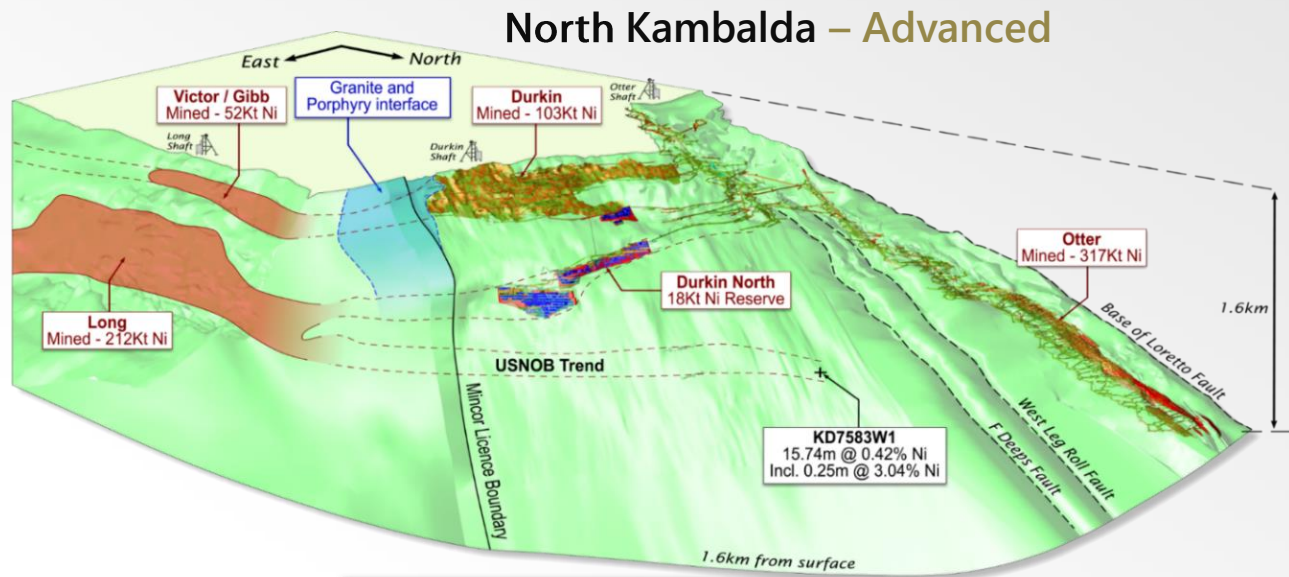 North Kambalda – Advanced
East
North
Victor / Gibb
Mined - 52Kt Ni
Granite and
Porphyry interface
Durkin
Mined - 103Kt Ni
Otter
Shaft
Long
Shaft
Durkin
Shaft
Otter
Mined - 317Kt Ni
Durkin North
18Kt Ni Reserve
1.6km
Long
Mined - 212Kt Ni
Base of Loretto Fault
USNOB Trend
Mincor Licence Boundary
KD7583W1
15.74m @ 0.42% Ni
Incl. 0.25m @ 3.04% Ni
West Leg Roll Fault
F Deeps Fault
1.6km from surface